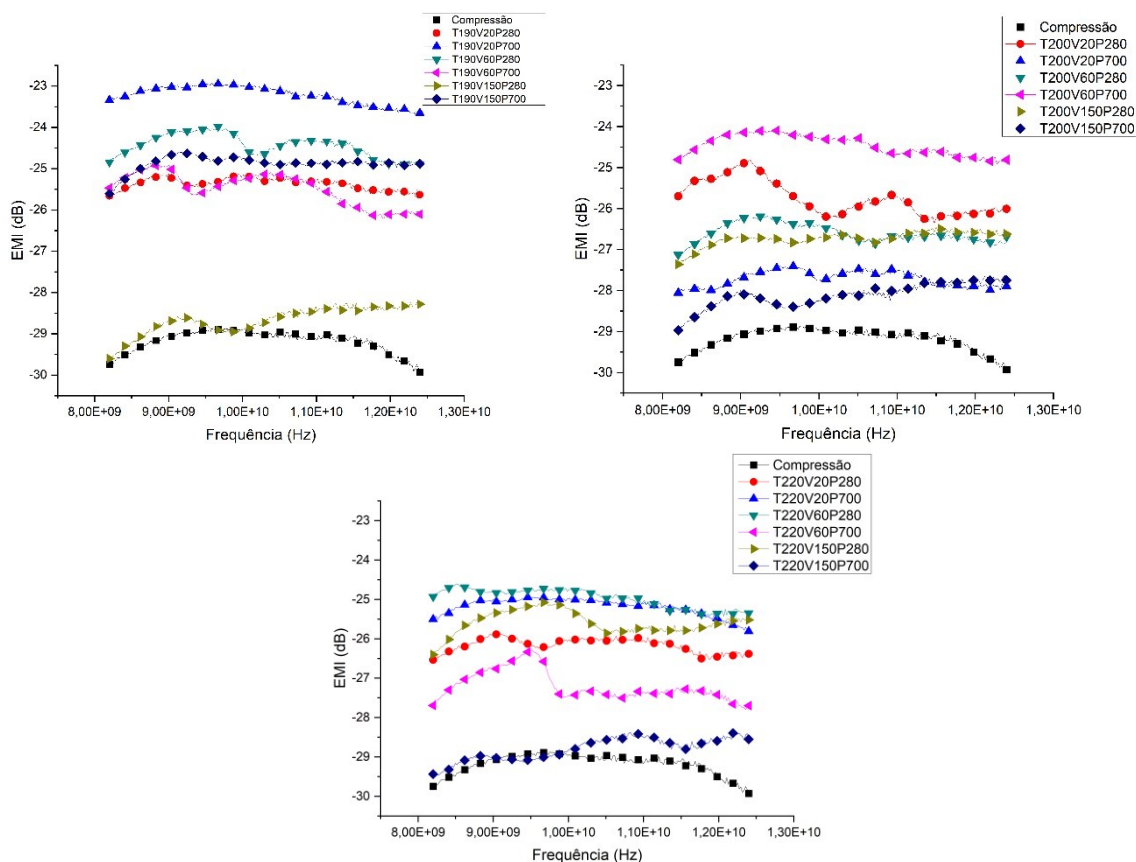 Compressão
T190V20P280
T190V20P700
T190V60P280
T190V60P700
T190V150P280
T190V150P700
-23
-24
-25
-26
-27
-28
-29
-30
EMI (dB)
8,00E+09 9,00E+09 1,00E+10 1,10E+10 1,20E+10 1,30E+10
Frequência (Hz)
Compressão
T200V20P280
T200V20P700
T200V60P280
T200V60P700
T200V150P280
T200V150P700
-23
-24
-25
-26
-27
-28
-29
-30
EMI (dB)
8,00E+09 9,00E+09 1,00E+10 1,10E+10 1,20E+10 1,30E+10
Frequência (Hz)
Compressão
T220V20P280
T220V20P700
T220V60P280
T220V60P700
T220V150P280
T220V150P700
-23
-24
-25
-26
-27
-28
-29
-30
EMI (dB)
8,00E+09 9,00E+09 1,00E+10 1,10E+10 1,20E+10 1,30E+10
Frequência (Hz)